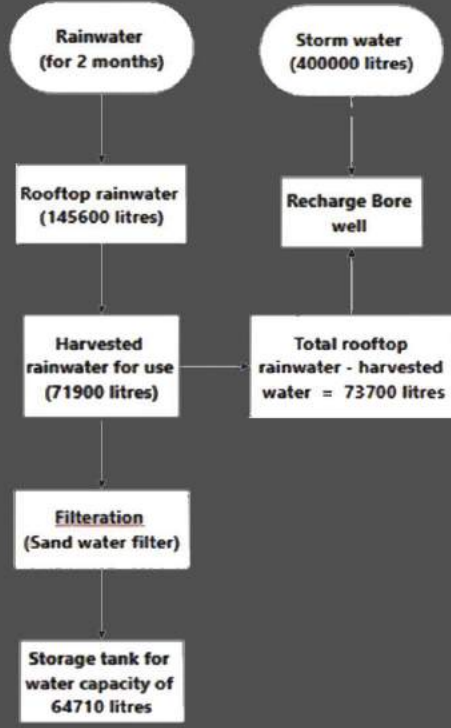 Rainwater
(for 2 months)
Storm water
(400000 litres)
Rooftop rainwater
(145600 litres)
Recharge Bore
well
Harvested
rainwater for use
(71900 litres)
Total rooftop
rainwater - harvested
water = 73700 litres
Filteration
(Sand water filter)
Storage tank for
water capacity of
64710 litres